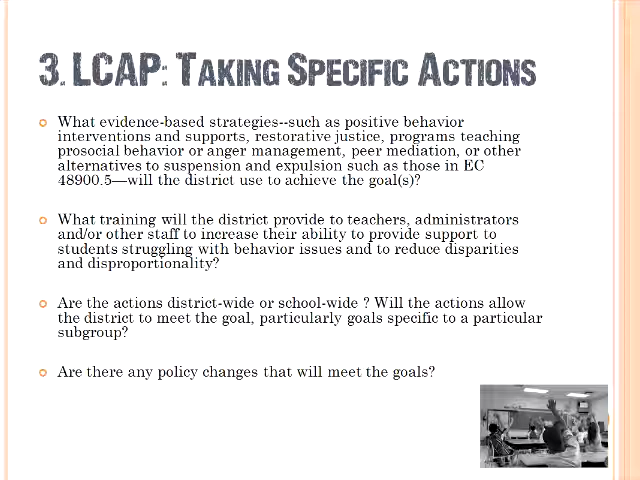 3. LCAP: Taking Specific Actions
What evidence-based strategies--such as positive behavior
interventions and supports, restorative justice, programs teaching
prosocial behavior or anger management, peer mediation, or other
alternatives to suspension and expulsion such as those in EC
48900.5—will the district use to achieve the goal(s)?
What training will the district provide to teachers, administrators
and/or other staff to increase their ability to provide support to
students struggling with behavior issues and to reduce disparities
and disproportionality?
Are the actions district-wide or school-wide ? Will the actions allow
the district to meet the goal, particularly goals specific to a particular
subgroup?
Are there any policy changes that will meet the goals?